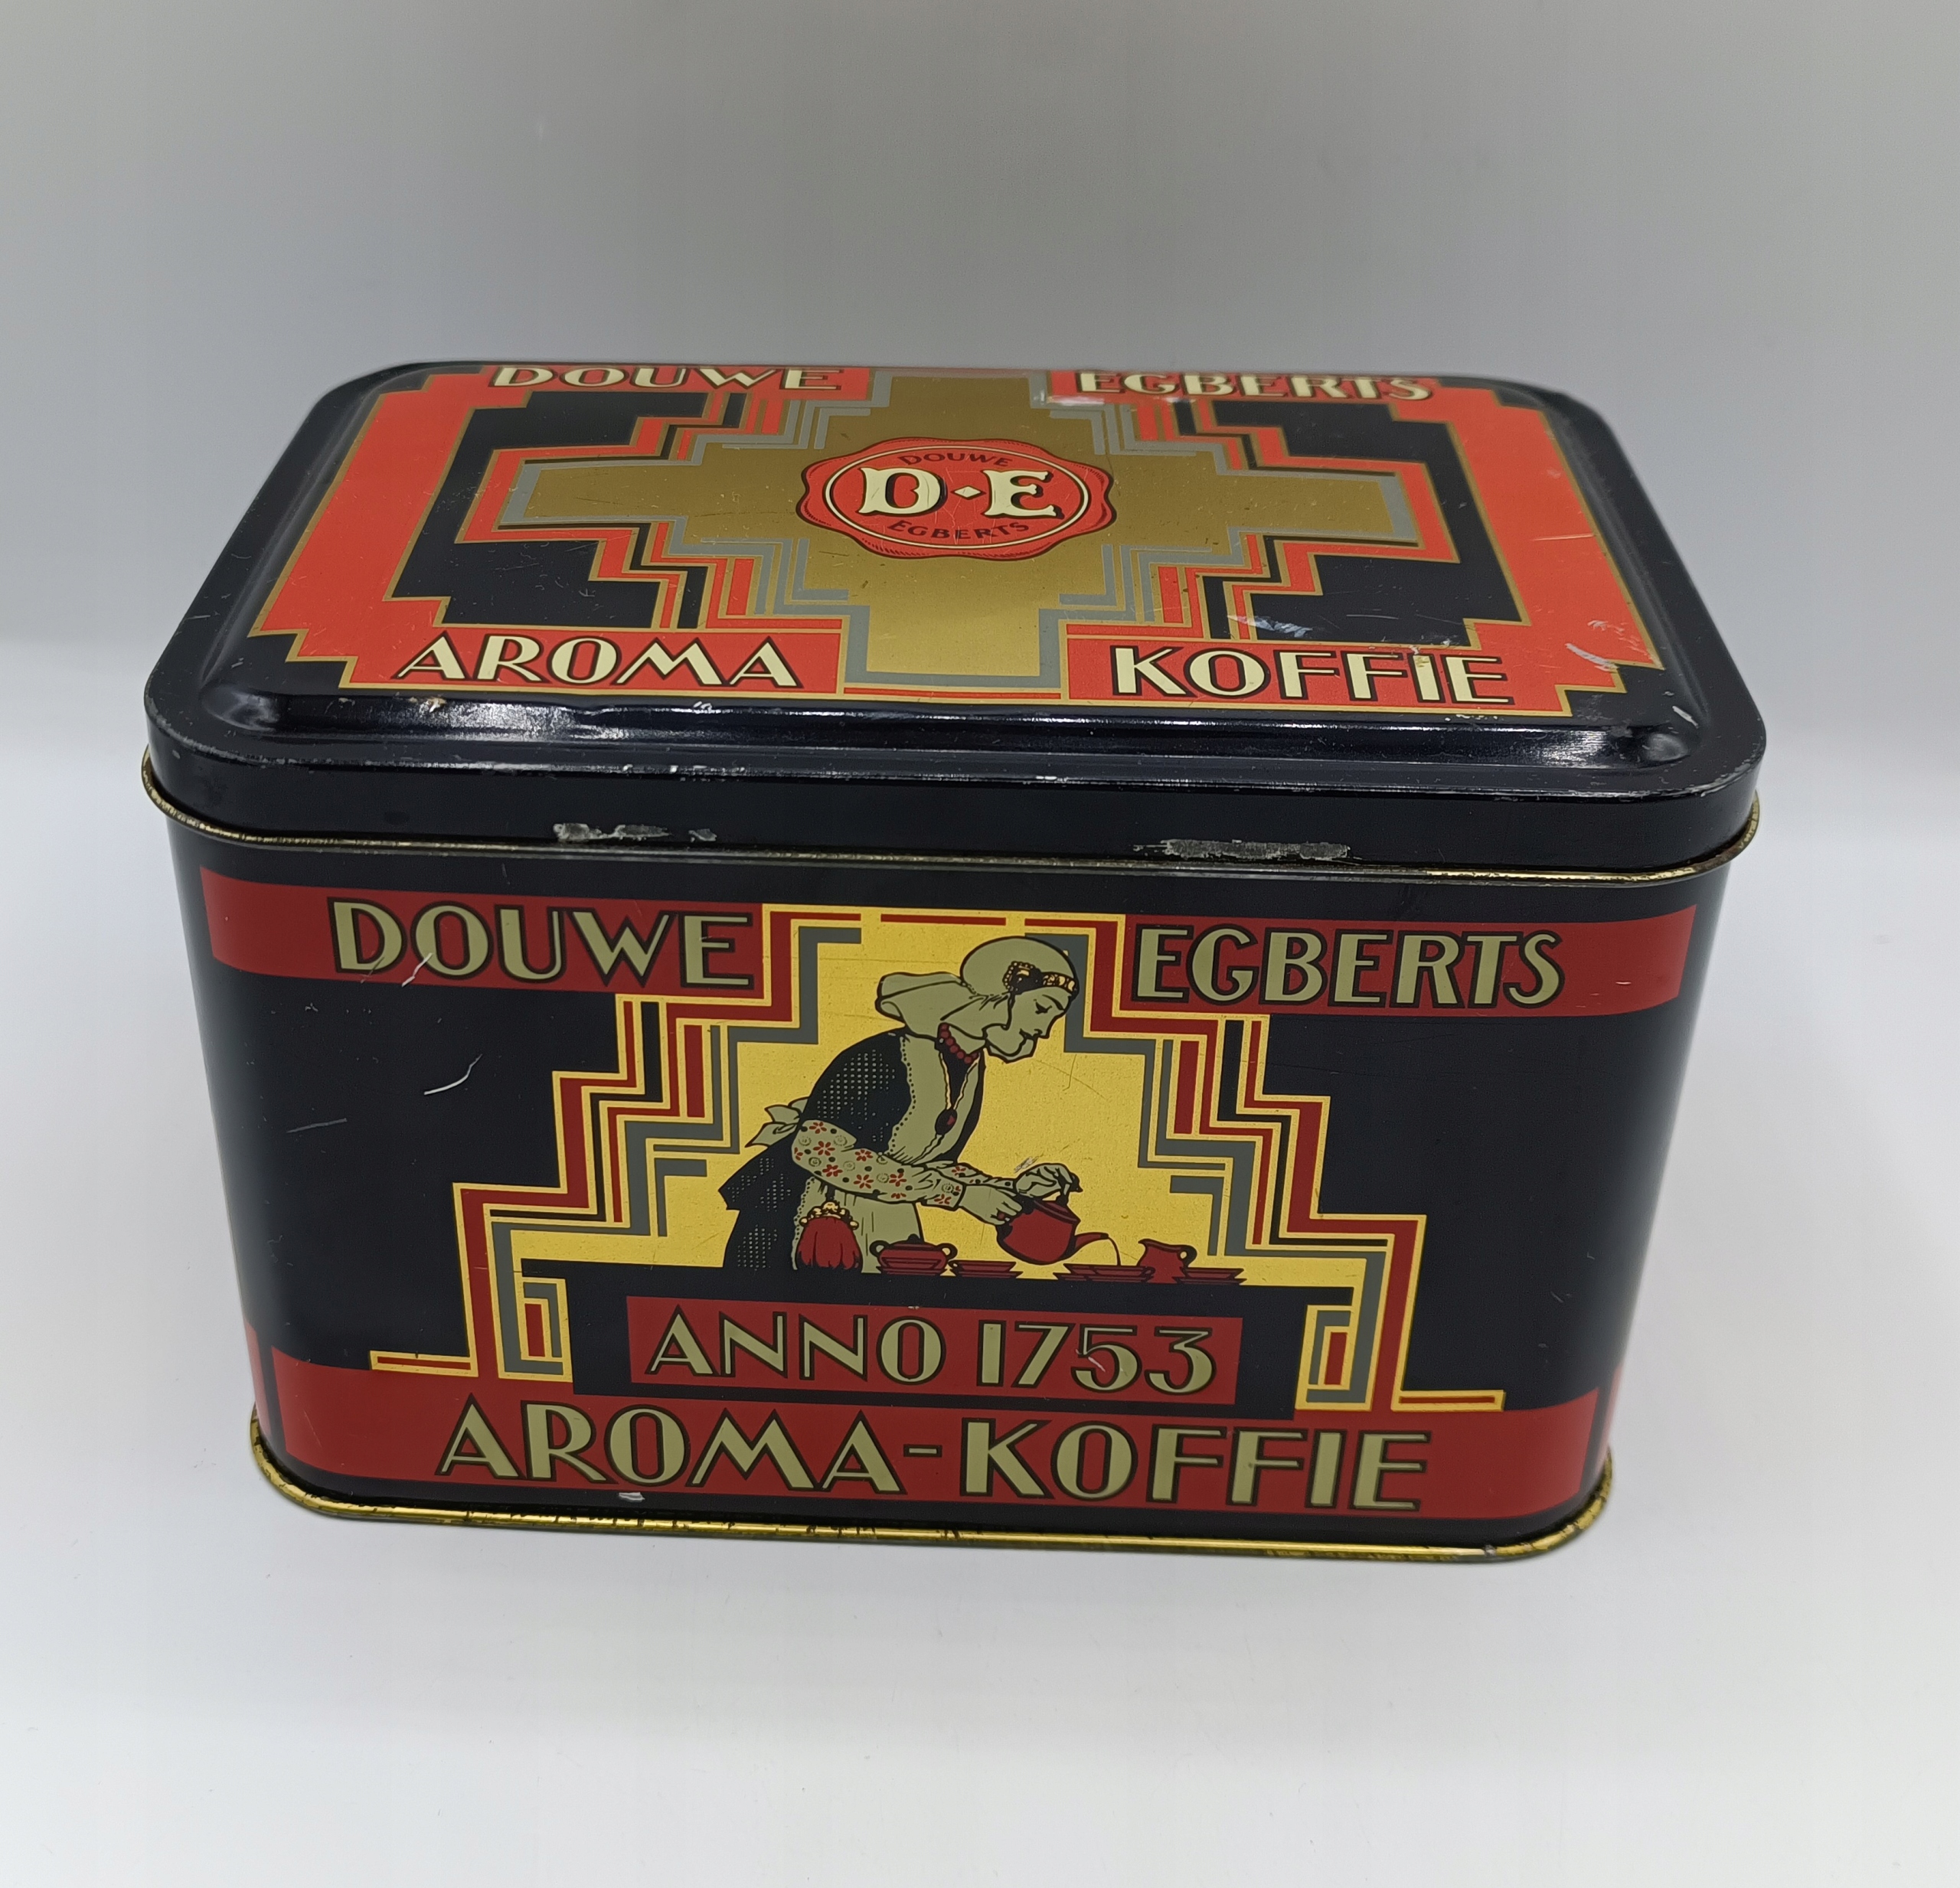 DOUWE EGBERTS
DOUWE
D·E
EGBERTS
AROMA KOFFIE
DOUWE EGBERTS
ANNO 1753
AROMA-KOFFIE